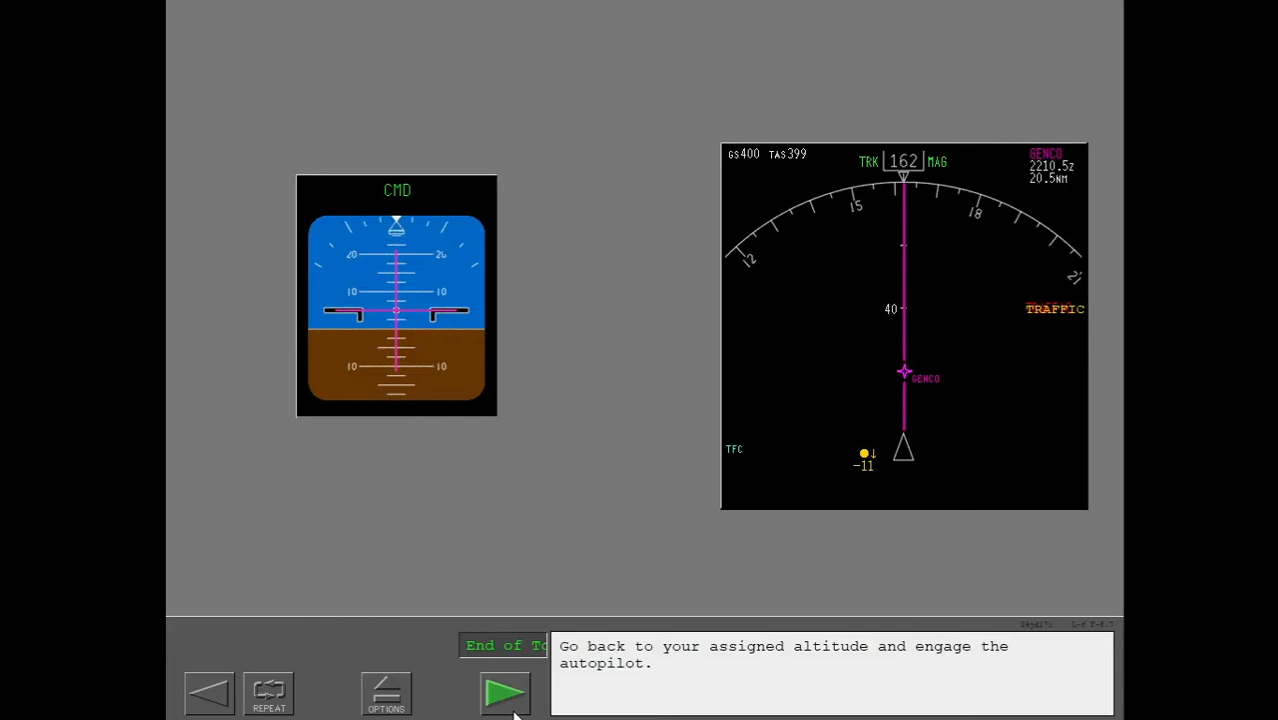 CMD
20 20
10 10
10 10
GS400 TAS399
TRK 162 MAG
GENCO
2210.5Z
20.5NM
12 15 18 21
TRAFFIC
40
GENCO
TFC
-11
End of To
Go back to your assigned altitude and engage the
autopilot.
REPEAT
OPTIONS